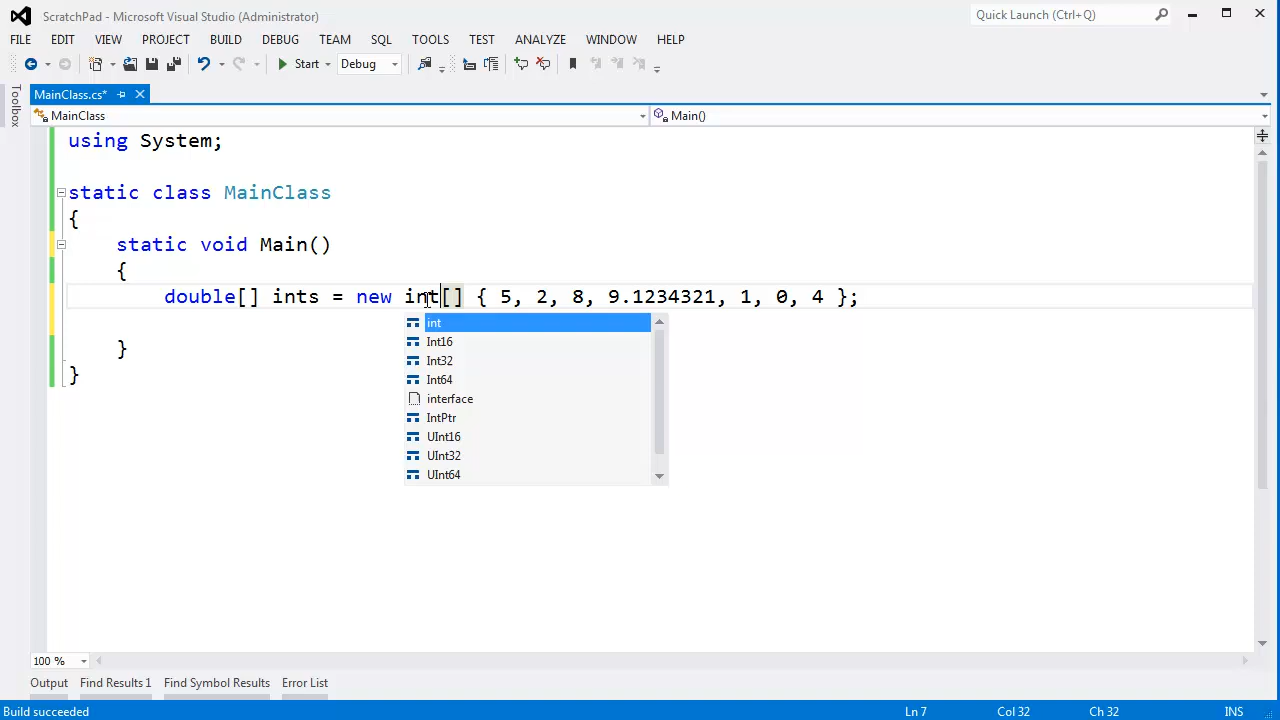 ScratchPad - Microsoft Visual Studio (Administrator)
Quick Launch (Ctrl+Q)
FILE EDIT VIEW PROJECT BUILD DEBUG TEAM SQL TOOLS TEST ANALYZE WINDOW HELP
Start Debug
Toolbox
MainClass.cs*
MainClass
Main()
using System;
static class MainClass
{
static void Main()
{
double[] ints = new int[] { 5, 2, 8, 9.1234321, 1, 0, 4 };
int
Int16
Int32
Int64
interface
IntPtr
UInt16
UInt32
UInt64
}
}
100 %
Output Find Results 1 Find Symbol Results Error List
Build succeeded Ln 7 Col 32 Ch 32 INS